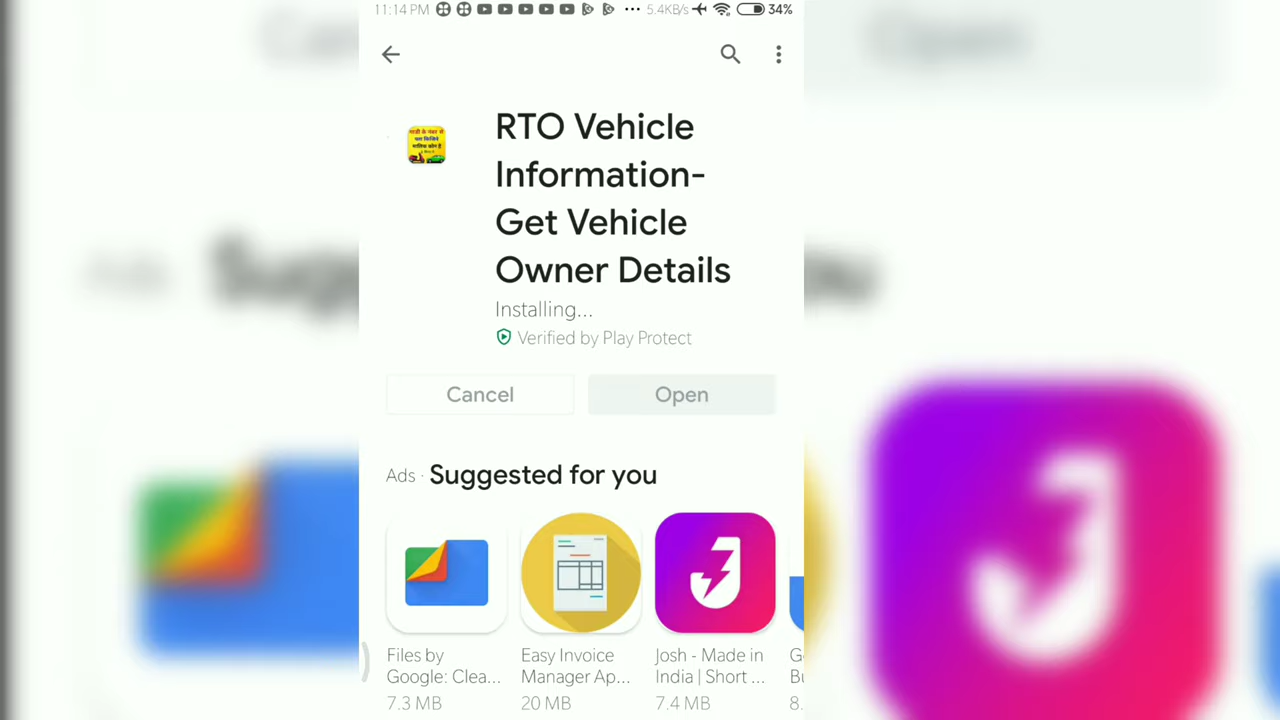 11:14 PM
5.4KB/s
34%
RTO Vehicle
Information-
Get Vehicle
Owner Details
Installing...
Verified by Play Protect
Cancel
Open
Ads · Suggested for you
Files by
Google: Clea...
7.3 MB
Easy Invoice
Manager Ap...
20 MB
Josh - Made in
India | Short ...
7.4 MB